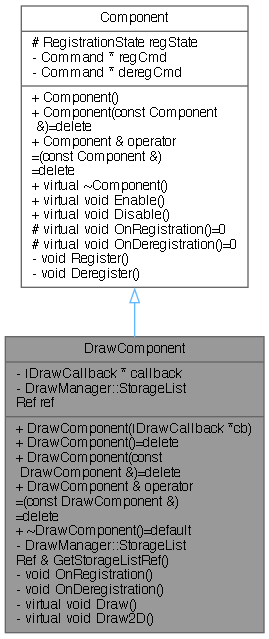 Component
# RegistrationState regState
- Command * regCmd
- Command * deregCmd
+ Component()
+ Component(const Component
&)=delete
+ Component & operator
=(const Component &)
=delete
+ virtual ~Component()
+ virtual void Enable()
+ virtual void Disable()
# virtual void OnRegistration()=0
# virtual void OnDeregistration()=0
- void Register()
- void Deregister()
DrawComponent
- IDrawCallback * callback
- DrawManager::StorageList
Ref ref
+ DrawComponent(IDrawCallback *cb)
+ DrawComponent()=delete
+ DrawComponent(const
DrawComponent &)=delete
+ DrawComponent & operator
=(const DrawComponent &)
=delete
+ ~DrawComponent()=default
- DrawManager::StorageList
Ref & GetStorageListRef()
- void OnRegistration()
- void OnDeregistration()
- virtual void Draw()
- virtual void Draw2D()